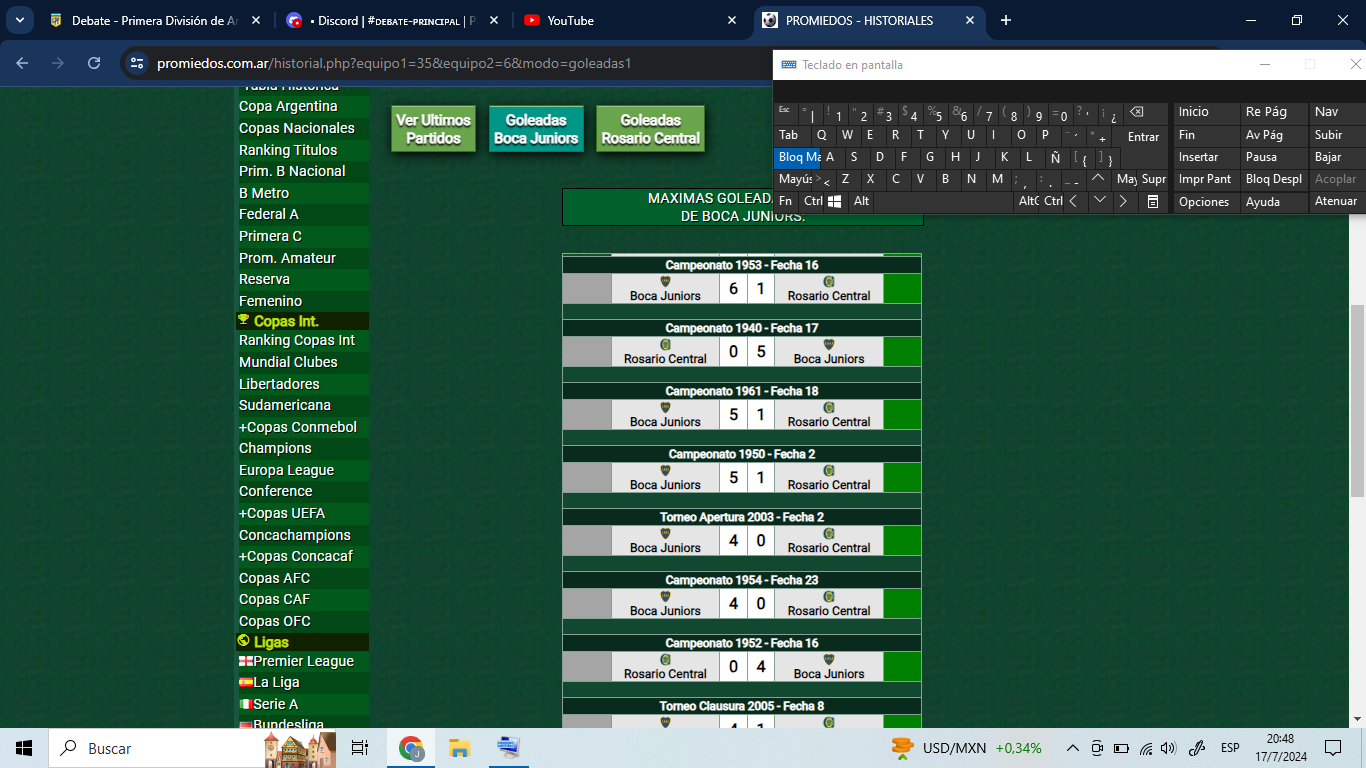 Debate - Primera División de Ar
• Discord | #DEBATE-PRINCIPAL | P
YouTube
PROMIEDOS - HISTORIALES
promiedos.com.ar/historial.php?equipo1=35&equipo2=6&modo=goleadas1
Teclado en pantalla
Esc ° | ! 1 " 2 # 3 $ 4 % 5 & 6 / 7 ( 8 ) 9 = 0 ? ' ¡ ¿ Inicio Re Pág Nav
Tab Q W E R T Y U I O P ¨ ´ * + Entrar Fin Av Pág Subir
Bloq Ma A S D F G H J K L Ñ [ { ] } Insertar Pausa Bajar
Mayús > < Z X C V B N M ; , : . _ - May Supr Impr Pant Bloq Despl Acoplar
Fn Ctrl Alt AltG Ctrl Opciones Ayuda Atenuar
Tabla Historica
Copa Argentina
Copas Nacionales
Ranking Titulos
Prim. B Nacional
B Metro
Federal A
Primera C
Prom. Amateur
Reserva
Femenino
Copas Int.
Ranking Copas Int
Mundial Clubes
Libertadores
Sudamericana
+Copas Conmebol
Champions
Europa League
Conference
+Copas UEFA
Concachampions
+Copas Concacaf
Copas AFC
Copas CAF
Copas OFC
Ligas
Premier League
La Liga
Serie A
Bundesliga
Ver Ultimos
Partidos
Goleadas
Boca Juniors
Goleadas
Rosario Central
MAXIMAS GOLEADA
DE BOCA JUNIORS:
Campeonato 1953 - Fecha 16
Boca Juniors 6 1 Rosario Central
Campeonato 1940 - Fecha 17
Rosario Central 0 5 Boca Juniors
Campeonato 1961 - Fecha 18
Boca Juniors 5 1 Rosario Central
Campeonato 1950 - Fecha 2
Boca Juniors 5 1 Rosario Central
Torneo Apertura 2003 - Fecha 2
Boca Juniors 4 0 Rosario Central
Campeonato 1954 - Fecha 23
Boca Juniors 4 0 Rosario Central
Campeonato 1952 - Fecha 16
Rosario Central 0 4 Boca Juniors
Torneo Clausura 2005 - Fecha 8
4 1
Buscar
USD/MXN +0,34%
ESP
20:48
17/7/2024